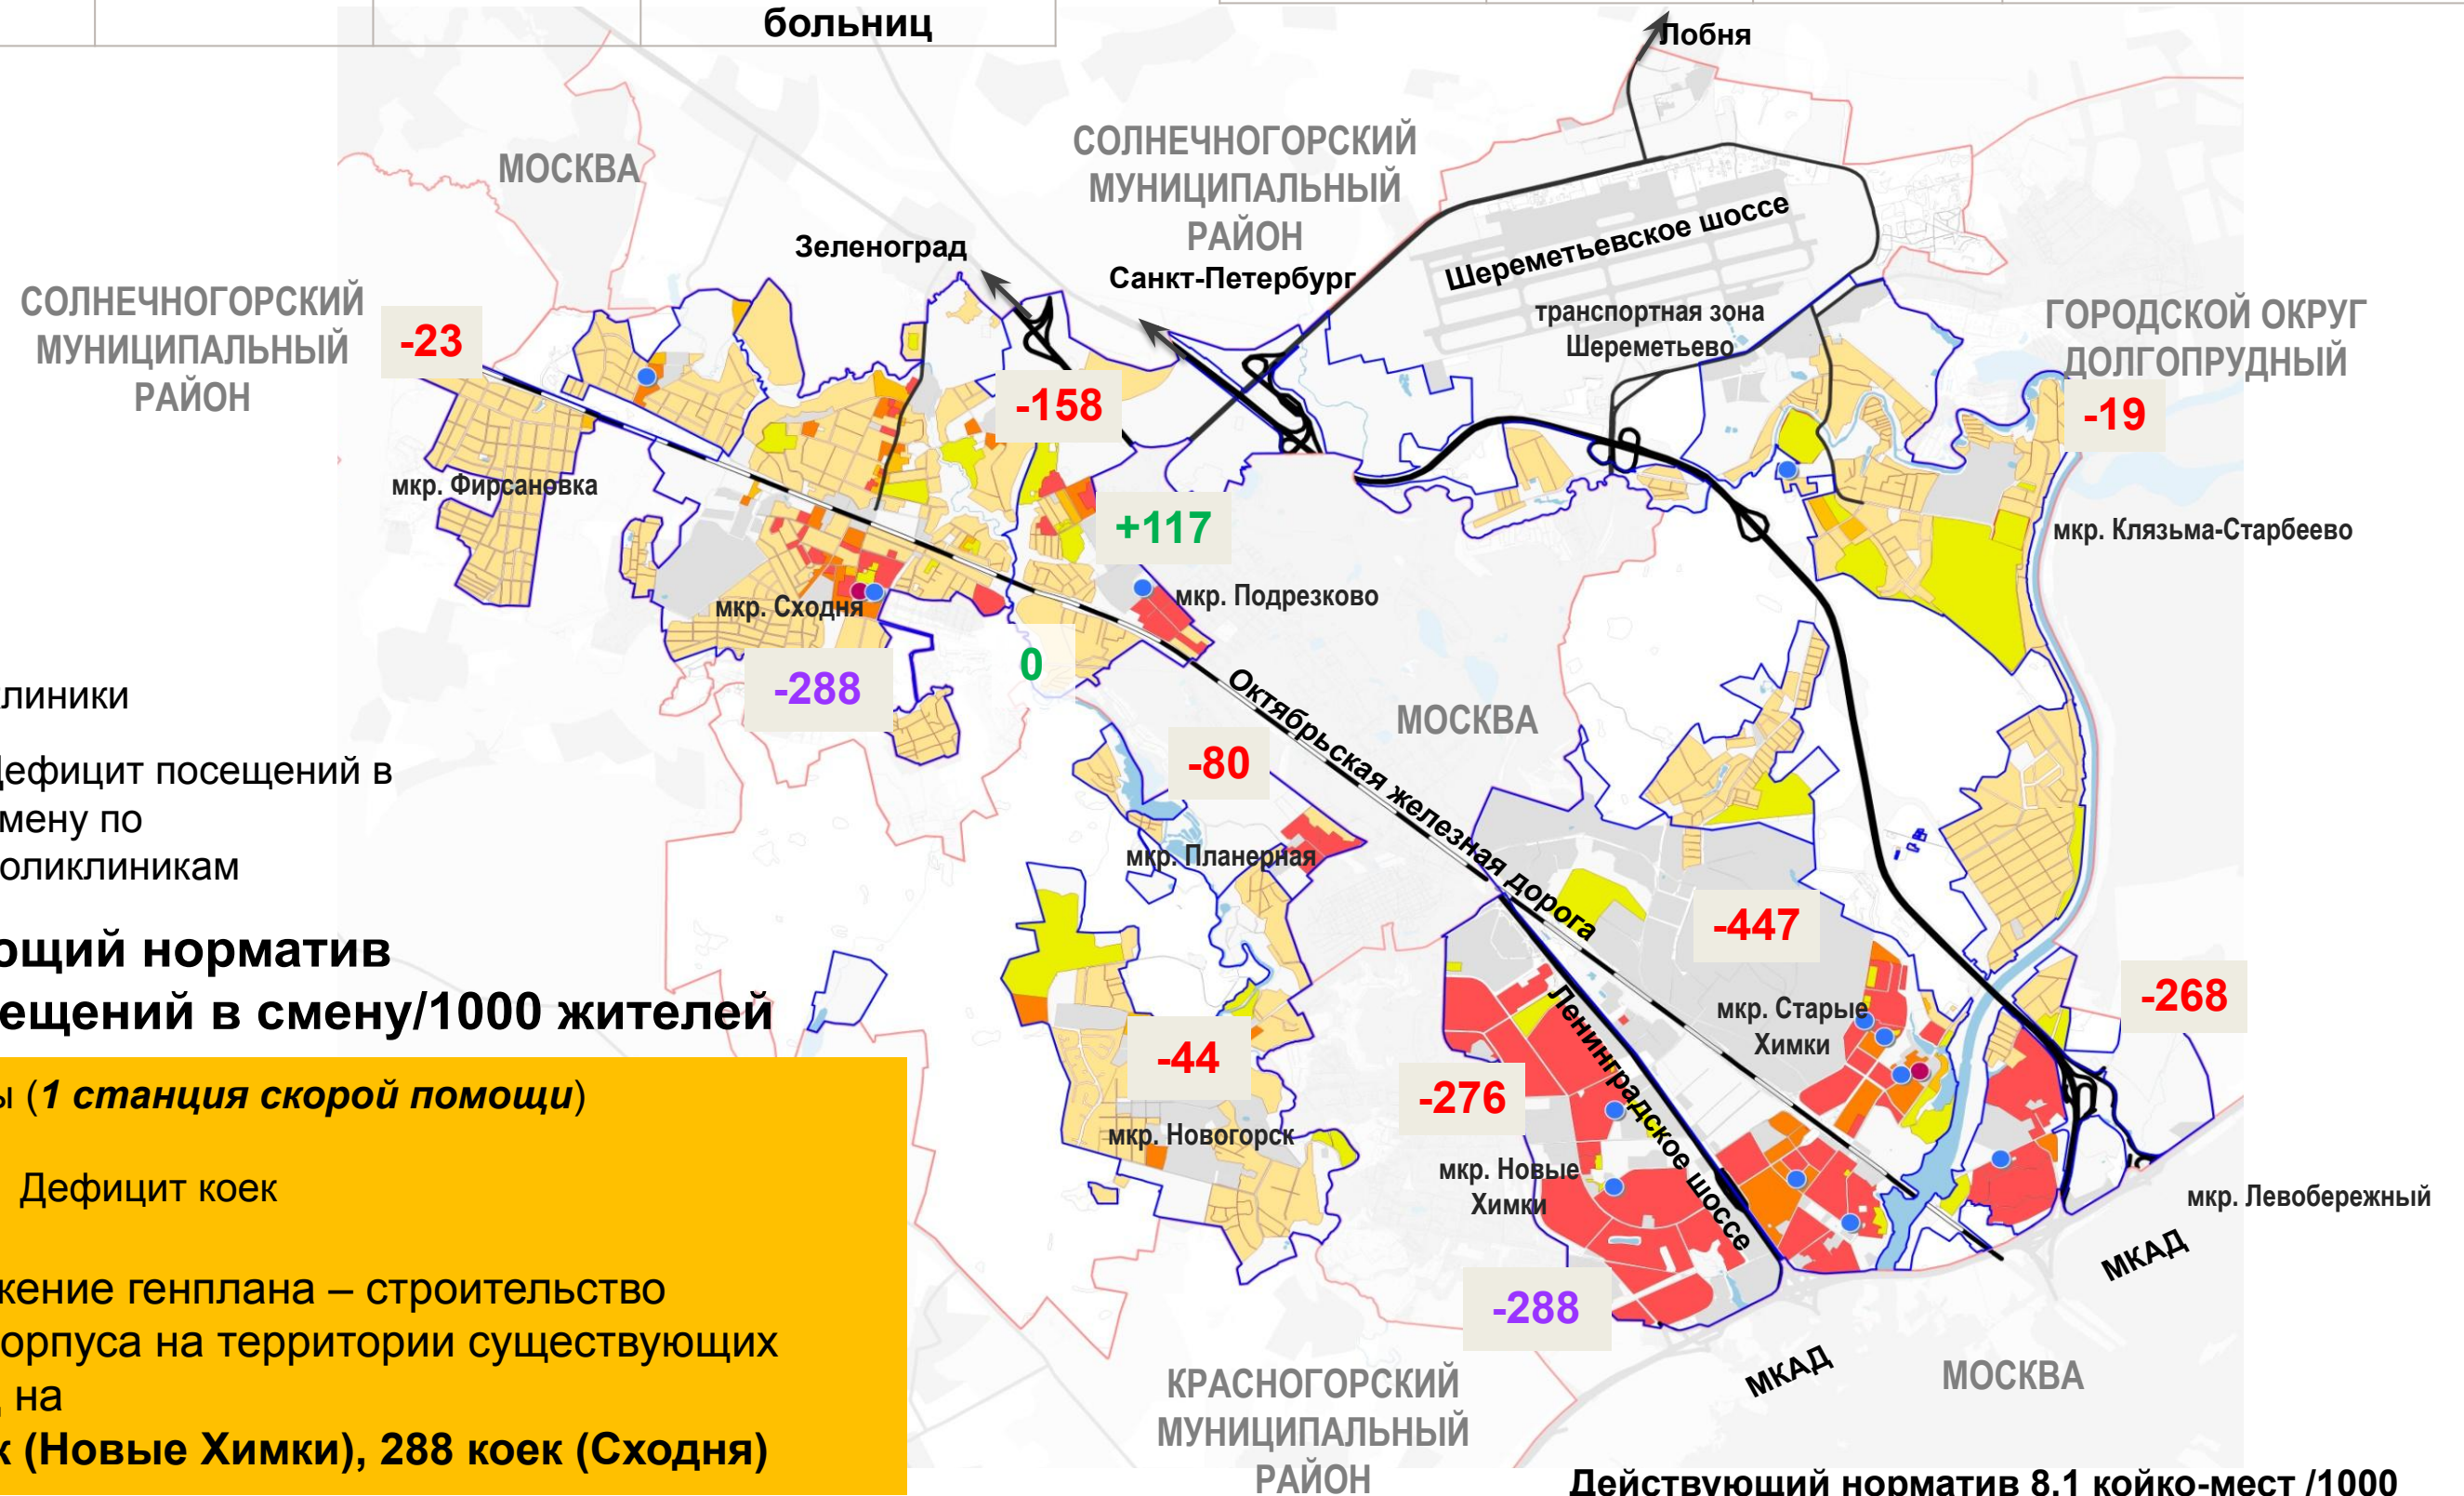 больниц
Лобня
СОЛНЕЧНОГОРСКИЙ
МУНИЦИПАЛЬНЫЙ
РАЙОН
МОСКВА
Зеленоград
Санкт-Петербург
Шереметьевское шоссе
транспортная зона
Шереметьево
СОЛНЕЧНОГОРСКИЙ
МУНИЦИПАЛЬНЫЙ
РАЙОН
ГОРОДСКОЙ ОКРУГ
ДОЛГОПРУДНЫЙ
-23
-158
-19
мкр. Фирсановка
+117
мкр. Клязьма-Старбеево
мкр. Подрезково
мкр. Сходня
0
-288
Октябрьская железная дорога
МОСКВА
-80
мкр. Планерная
линики
Дефицит посещений в
мену по
оликлиникам
ощий норматив
ещений в смену/1000 жителей
-447
-268
мкр. Старые
Химки
Ленинградское шоссе
-44
-276
мкр. Новогорск
мкр. Новые
Химки
мкр. Левобережный
МКАД
-288
МКАД
МОСКВА
КРАСНОГОРСКИЙ
МУНИЦИПАЛЬНЫЙ
РАЙОН
ы (1 станция скорой помощи)
Дефицит коек
жение генплана – строительство
орпуса на территории существующих
на
к (Новые Химки), 288 коек (Сходня)
Действующий норматив 8,1 койко-мест /1000